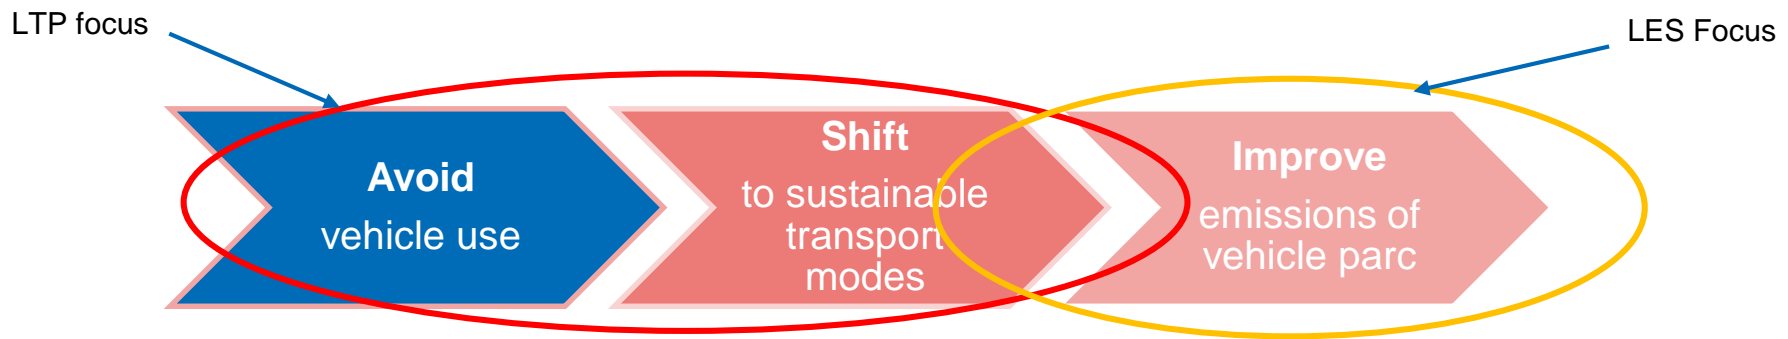 LTP focus
LES Focus
Avoid
vehicle use
Shift
to sustainable
transport
modes
Improve
emissions of
vehicle parc